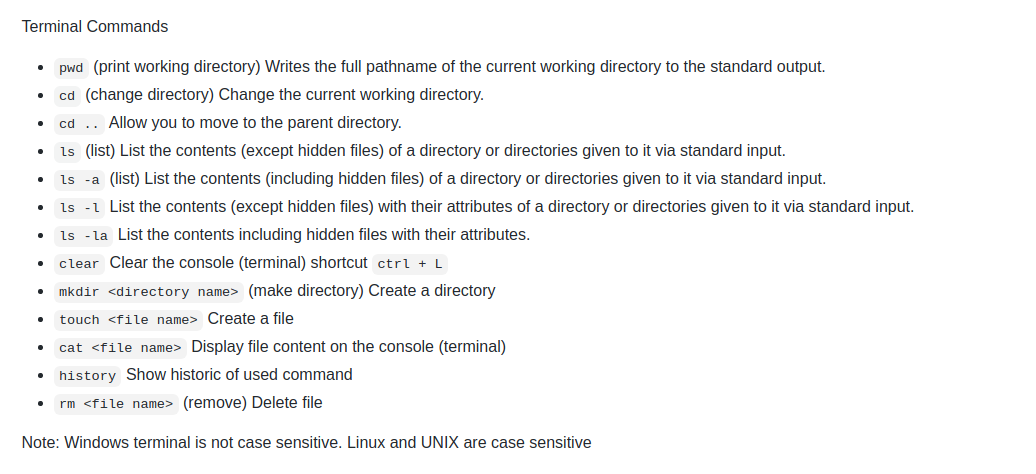 Terminal Commands
pwd (print working directory) Writes the full pathname of the current working directory to the standard output.
cd (change directory) Change the current working directory.
cd .. Allow you to move to the parent directory.
ls (list) List the contents (except hidden files) of a directory or directories given to it via standard input.
ls -a (list) List the contents (including hidden files) of a directory or directories given to it via standard input.
ls -l List the contents (except hidden files) with their attributes of a directory or directories given to it via standard input.
ls -la List the contents including hidden files with their attributes.
clear Clear the console (terminal) shortcut ctrl + L
mkdir <directory name> (make directory) Create a directory
touch <file name> Create a file
cat <file name> Display file content on the console (terminal)
history Show historic of used command
rm <file name> (remove) Delete file
Note: Windows terminal is not case sensitive. Linux and UNIX are case sensitive